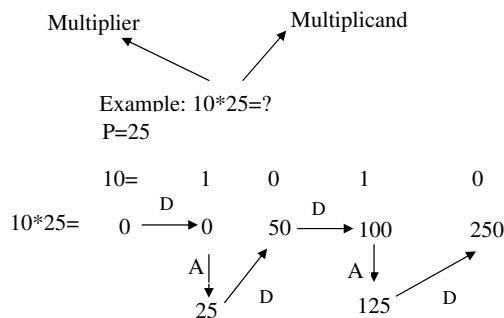 Multiplier Multiplicand
Example: 10*25=?
P=25
10= 1 0 1 0
D D
10*25= 0 0 50 100 250
A A
D D
25 125